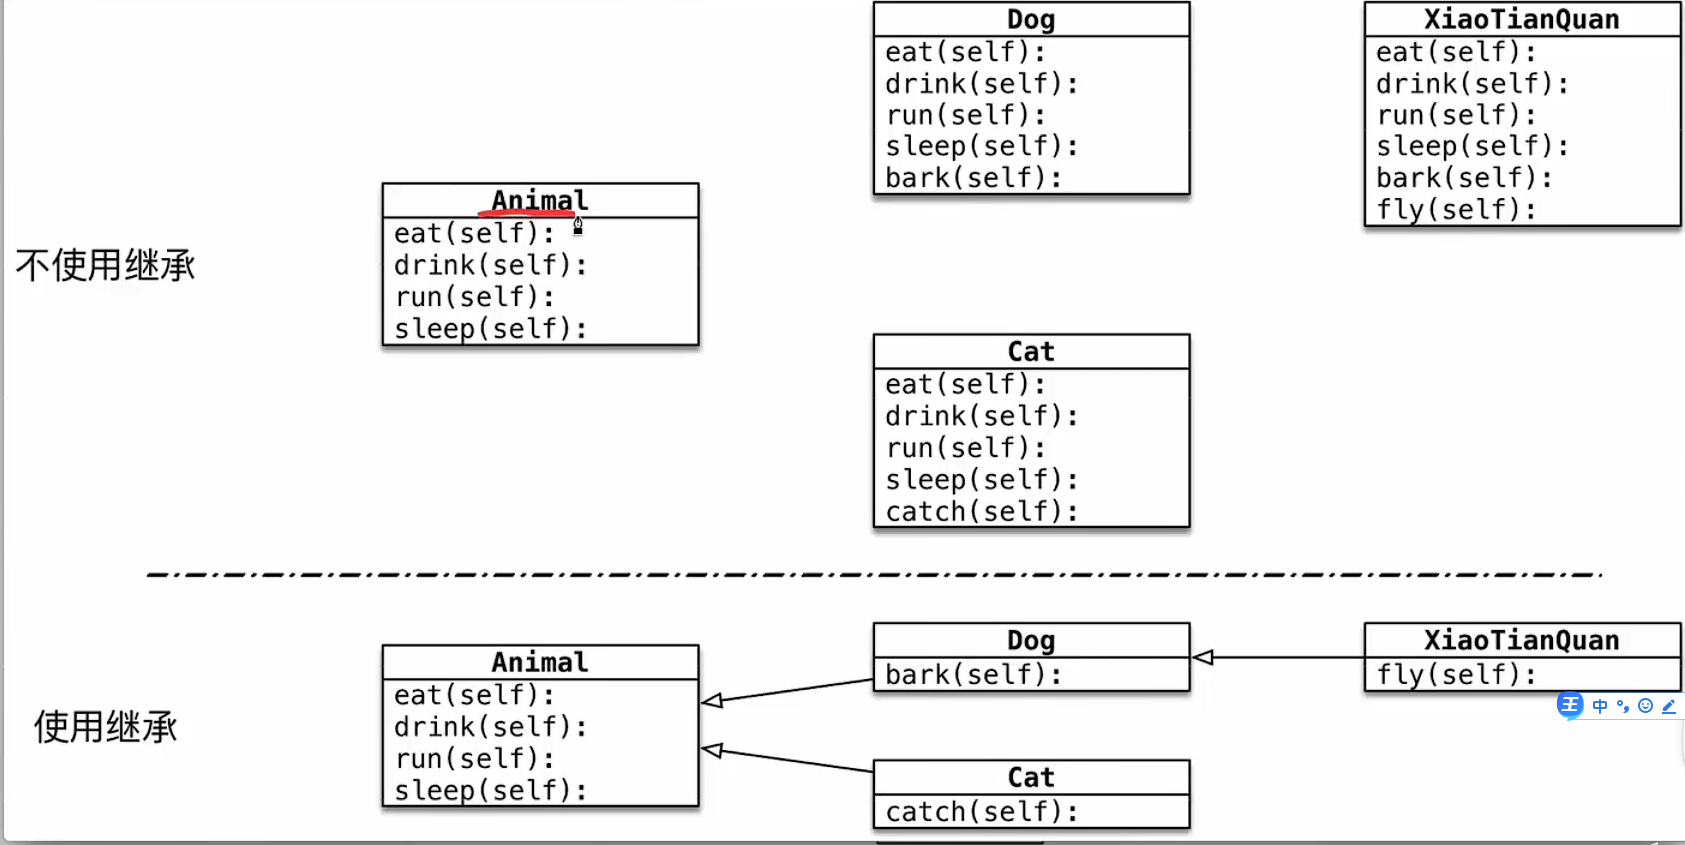 Dog
eat(self):
drink(self):
run(self):
sleep(self):
bark(self):
XiaoTianQuan
eat(self):
drink(self):
run(self):
sleep(self):
bark(self):
fly(self):
不使用继承
Animal
eat(self):
drink(self):
run(self):
sleep(self):
Cat
eat(self):
drink(self):
run(self):
sleep(self):
catch(self):
使用继承
Animal
eat(self):
drink(self):
run(self):
sleep(self):
Dog
bark(self):
XiaoTianQuan
fly(self):
Cat
catch(self):
王 中 °,